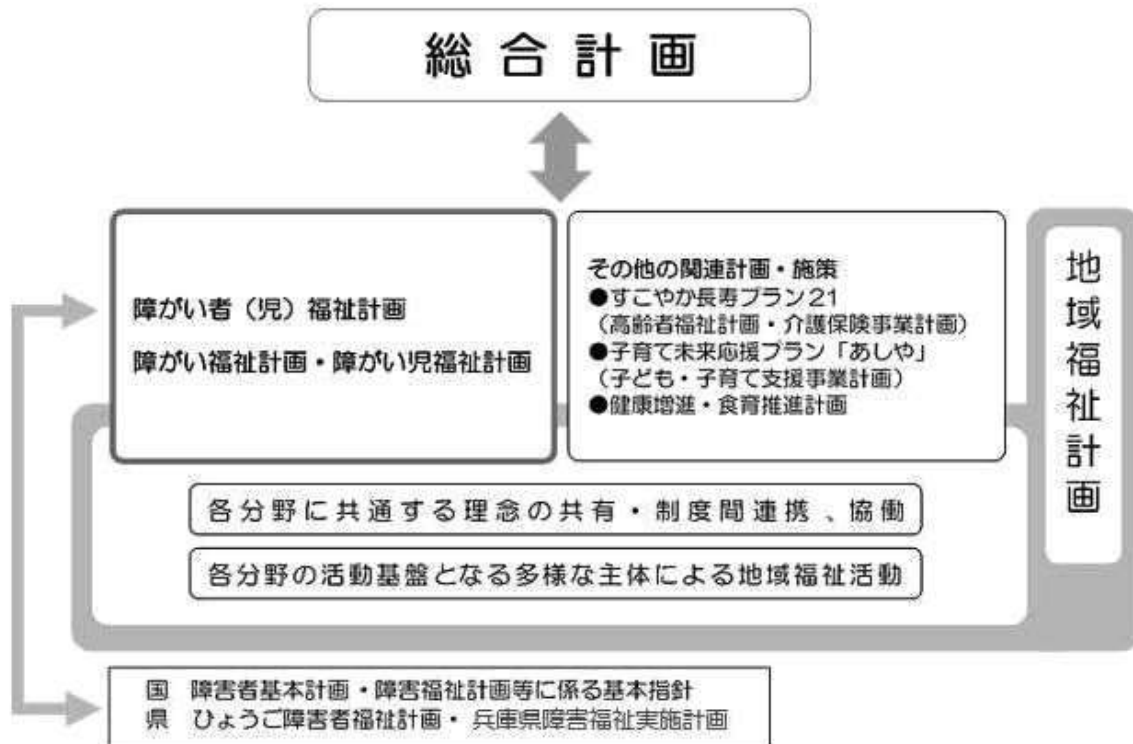 総合計画
障がい者（児）福祉計画
障がい福祉計画・障がい児福祉計画
その他の関連計画・施策
●すこやか長寿プラン21
（高齢者福祉計画・介護保険事業計画）
●子育て未来応援プラン「あしや」
（子ども・子育て支援事業計画）
●健康増進・食育推進計画
地域福祉計画
各分野に共通する理念の共有・制度間連携、協働
各分野の活動基盤となる多様な主体による地域福祉活動
国 障害者基本計画・障害福祉計画等に係る基本指針
県 ひょうご障害者福祉計画・兵庫県障害福祉実施計画